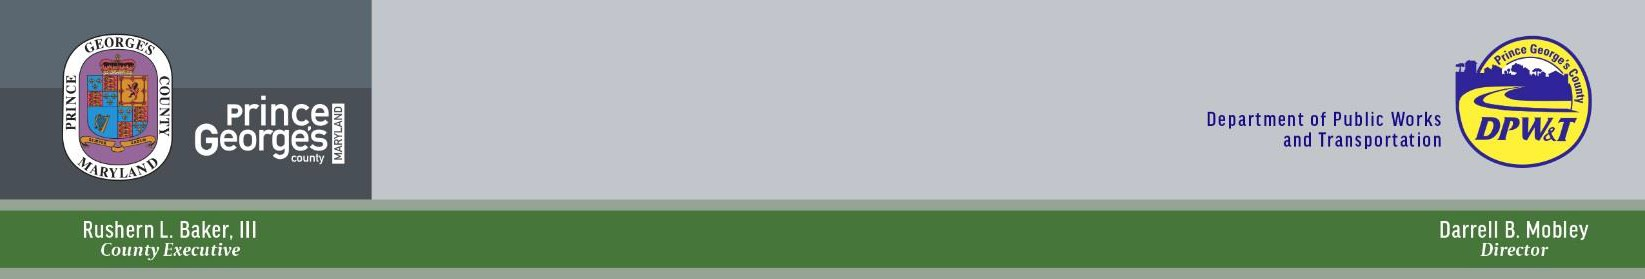 PRINCE GEORGE'S COUNTY MARYLAND
Prince
George's
county
MARYLAND
Department of Public Works
and Transportation
Prince George's County
DPW&T
Rushern L. Baker, III
County Executive
Darrell B. Mobley
Director